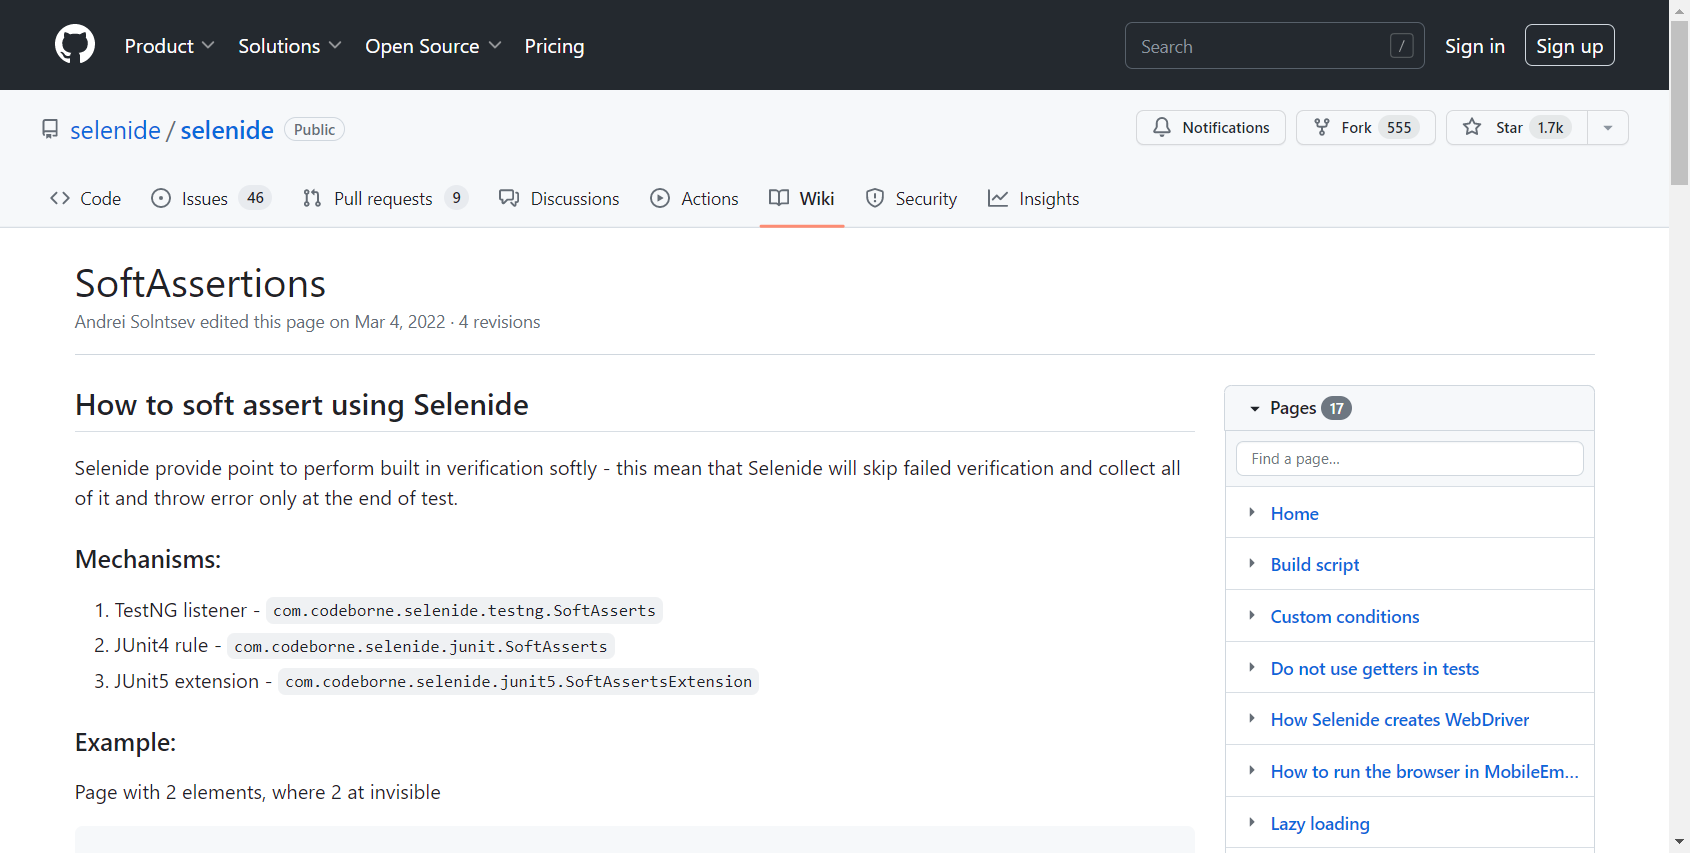 Product Solutions Open Source Pricing Search / Sign in Sign up
selenide / selenide Public Notifications Fork 555 Star 1.7k
Code Issues 46 Pull requests 9 Discussions Actions Wiki Security Insights
SoftAssertions
Andrei Solntsev edited this page on Mar 4, 2022 · 4 revisions
How to soft assert using Selenide
Selenide provide point to perform built in verification softly - this mean that Selenide will skip failed verification and collect all
of it and throw error only at the end of test.
Mechanisms:
1. TestNG listener - com.codeborne.selenide.testng.SoftAsserts
2. JUnit4 rule - com.codeborne.selenide.junit.SoftAsserts
3. JUnit5 extension - com.codeborne.selenide.junit5.SoftAssertsExtension
Example:
Page with 2 elements, where 2 at invisible
Pages 17
Find a page...
Home
Build script
Custom conditions
Do not use getters in tests
How Selenide creates WebDriver
How to run the browser in MobileEm...
Lazy loading